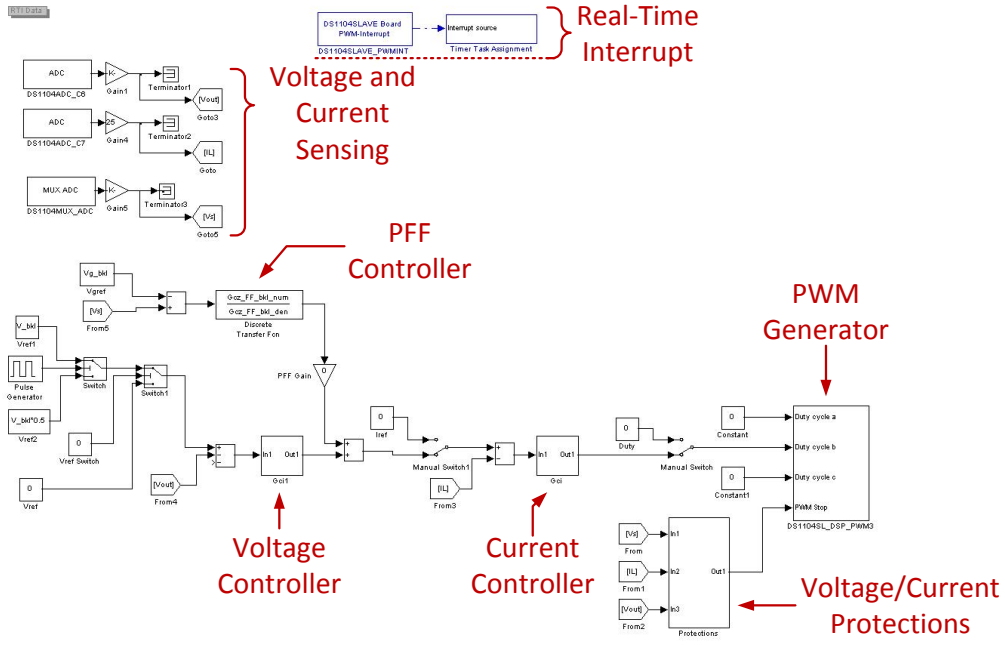 RTI Data
DS1104SLAVE Board
PWM-Interrupt
DS1104SLAVE_PWMINT
Interrupt source
Timer Task Assignment
Real-Time
Interrupt
ADC
DS1104ADC_C6
K-
Gain1
Terminator1
[Vout]
Goto3
ADC
DS1104ADC_C7
25
Gain4
Terminator2
[IL]
Goto
MUX ADC
DS1104MUX_ADC
K-
Gain5
Terminator3
[Vs]
Goto5
Voltage and
Current
Sensing
PFF
Controller
Vg_bkl
Vgref
[Vs]
From5
−
+
Gcz_FF_bkl_num
Gcz_FF_bkl_den
Discrete
Transfer Fcn
PFF Gain
0
V_bkl
Vref1
Pulse
Generator
V_bkl*0.5
Vref2
Switch
Switch1
0
Vref Switch
0
Vref
[Vout]
From4
+
−
In1
Out1
Gci1
+
+
0
Iref
Manual Switch1
[IL]
From3
+
−
In1
Out1
Gci
0
Duty
Manual Switch
0
Constant
0
Constant1
PWM
Generator
Duty cycle a
Duty cycle b
Duty cycle c
PWM Stop
DS1104SL_DSP_PWM3
Voltage
Controller
Current
Controller
[Vs]
From
[IL]
From1
[Vout]
From2
In1
In2
In3
Out1
Protections
Voltage/Current
Protections